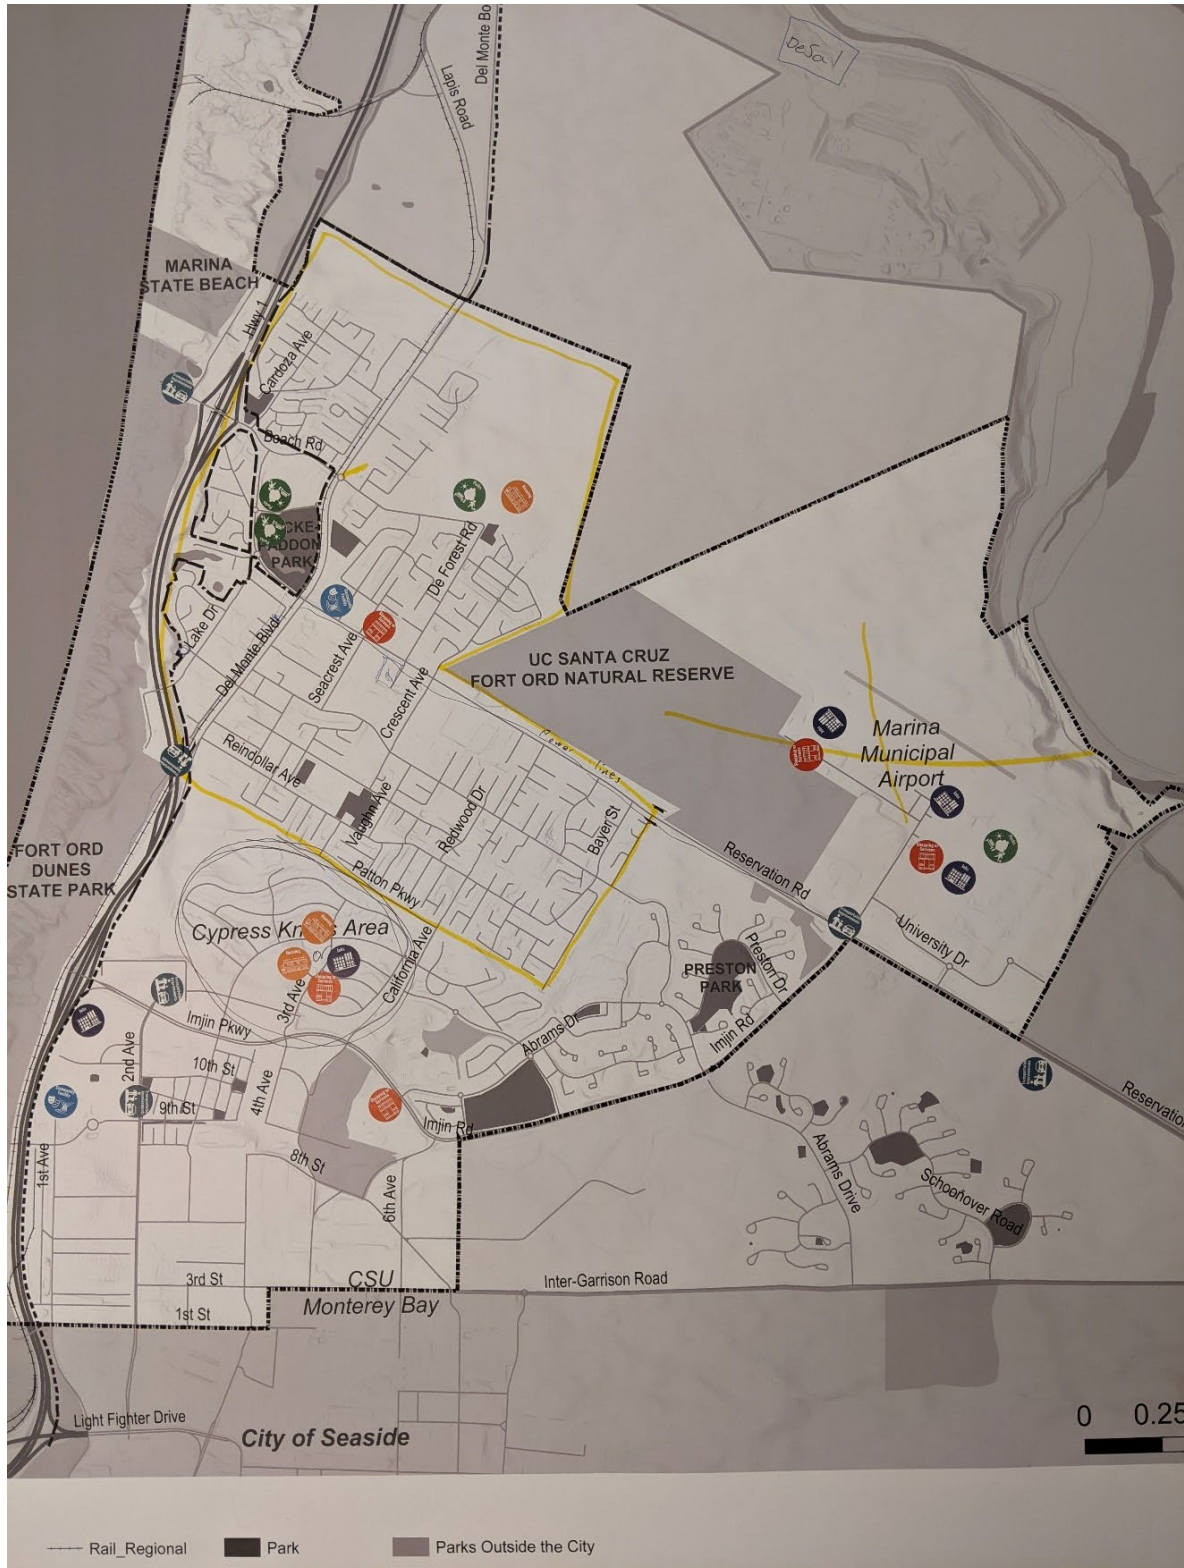 DeSal
Del Monte Bo
Lapis Road
MARINA
STATE BEACH
Hwy 1
Cardoza Ave
Beach Rd
De Forest Rd
PARK
Lake Dr
Del Monte Blvd
Seacrest Ave
Crescent Ave
UC SANTA CRUZ
FORT ORD NATURAL RESERVE
Marina
Municipal
Airport
Power lines
Reindollar Ave
Vaughn Ave
Redwood Dr
Bayer St
Reservation Rd
FORT ORD
DUNES
STATE PARK
Patton Pkwy
Cypress Knolls Area
California Ave
3rd Ave
University Dr
PRESTON
PARK
Preston Dr
Imjin Rd
Imjin Pkwy
Abrams Dr
2nd Ave
10th St
4th Ave
9th St
Imjin Rd
1st Ave
8th St
6th Ave
Reservation
Abrams Drive
Schoonover Road
3rd St
CSU
Monterey Bay
1st St
Inter-Garrison Road
Light Fighter Drive
City of Seaside
0 0.25
Rail_Regional Park Parks Outside the City